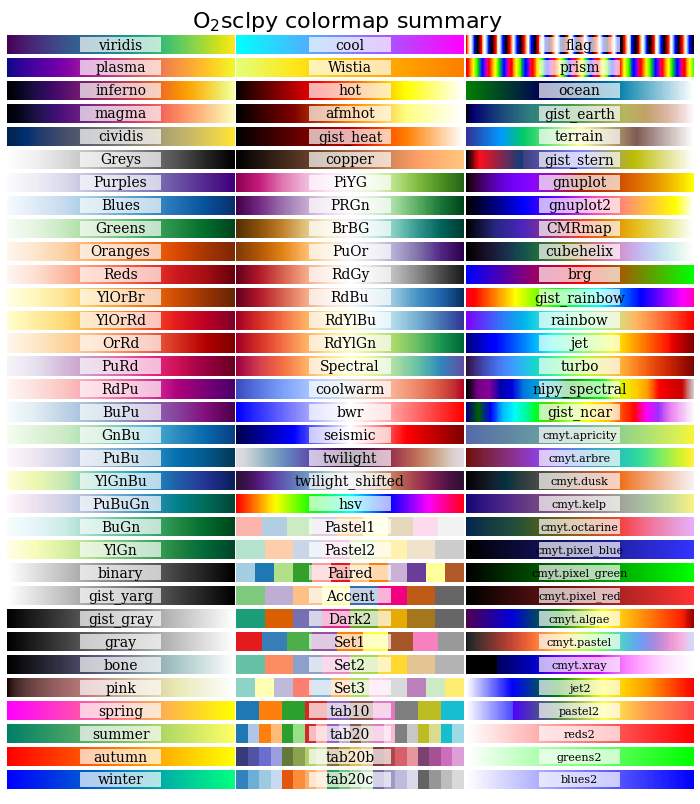 O₂sclpy colormap summary
viridis
plasma
inferno
magma
cividis
Greys
Purples
Blues
Greens
Oranges
Reds
YlOrBr
YlOrRd
OrRd
PuRd
RdPu
BuPu
GnBu
PuBu
YlGnBu
PuBuGn
BuGn
YlGn
binary
gist_yarg
gist_gray
gray
bone
pink
spring
summer
autumn
winter
cool
Wistia
hot
afmhot
gist_heat
copper
PiYG
PRGn
BrBG
PuOr
RdGy
RdBu
RdYlBu
RdYlGn
Spectral
coolwarm
bwr
seismic
twilight
twilight_shifted
hsv
Pastel1
Pastel2
Paired
Accent
Dark2
Set1
Set2
Set3
tab10
tab20
tab20b
tab20c
flag
prism
ocean
gist_earth
terrain
gist_stern
gnuplot
gnuplot2
CMRmap
cubehelix
brg
gist_rainbow
rainbow
jet
turbo
nipy_spectral
gist_ncar
cmyt.apricity
cmyt.arbre
cmyt.dusk
cmyt.kelp
cmyt.octarine
cmyt.pixel_blue
cmyt.pixel_green
cmyt.pixel_red
cmyt.algae
cmyt.pastel
cmyt.xray
jet2
pastel2
reds2
greens2
blues2